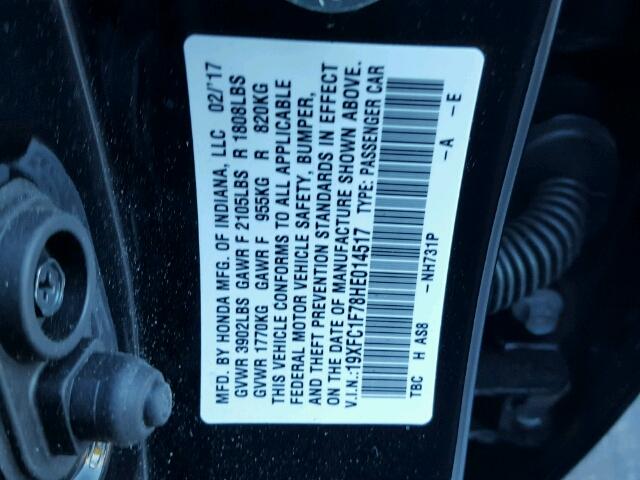 MFD. BY HONDA MFG. OF INDIANA, LLC 02/'17
GVWR 3902LBS GAWR F 2105LBS R 1808LBS
GVWR 1770KG GAWR F 955KG R 820KG
THIS VEHICLE CONFORMS TO ALL APPLICABLE
FEDERAL MOTOR VEHICLE SAFETY, BUMPER,
AND THEFT PREVENTION STANDARDS IN EFFECT
ON THE DATE OF MANUFACTURE SHOWN ABOVE.
V.I.N.:19XFC1F78HE014517 TYPE: PASSENGER CAR
TBC H AS8 -NH731P -A -E